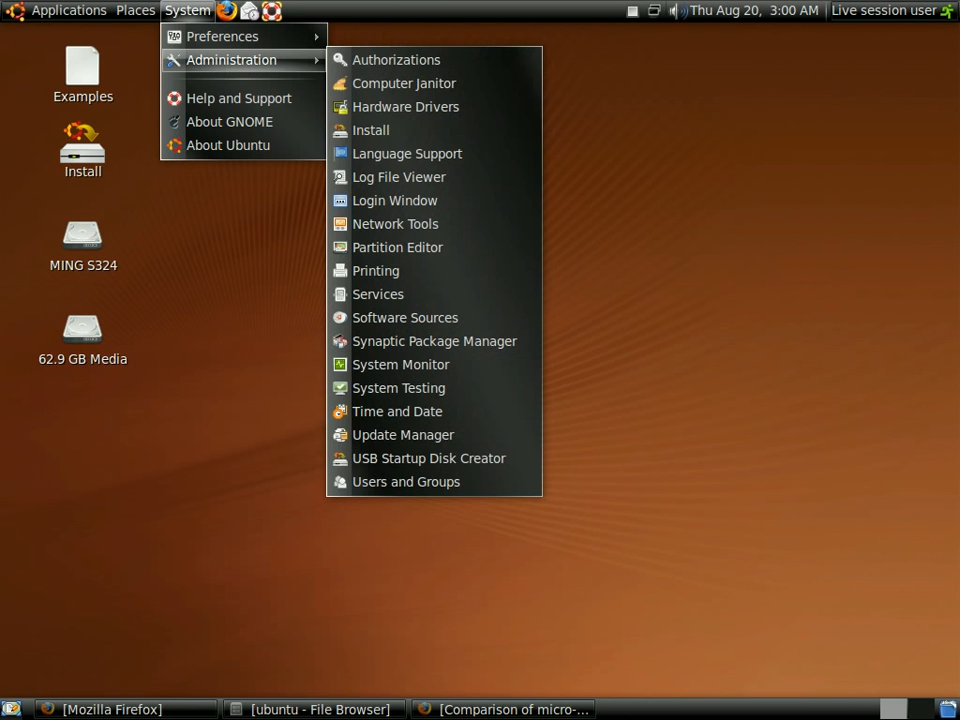 Applications Places System Thu Aug 20, 3:00 AM Live session user
Preferences
Administration
Help and Support
About GNOME
About Ubuntu
Authorizations
Computer Janitor
Hardware Drivers
Install
Language Support
Log File Viewer
Login Window
Network Tools
Partition Editor
Printing
Services
Software Sources
Synaptic Package Manager
System Monitor
System Testing
Time and Date
Update Manager
USB Startup Disk Creator
Users and Groups
Examples
Install
MING S324
62.9 GB Media
[Mozilla Firefox] [ubuntu - File Browser] [Comparison of micro-...